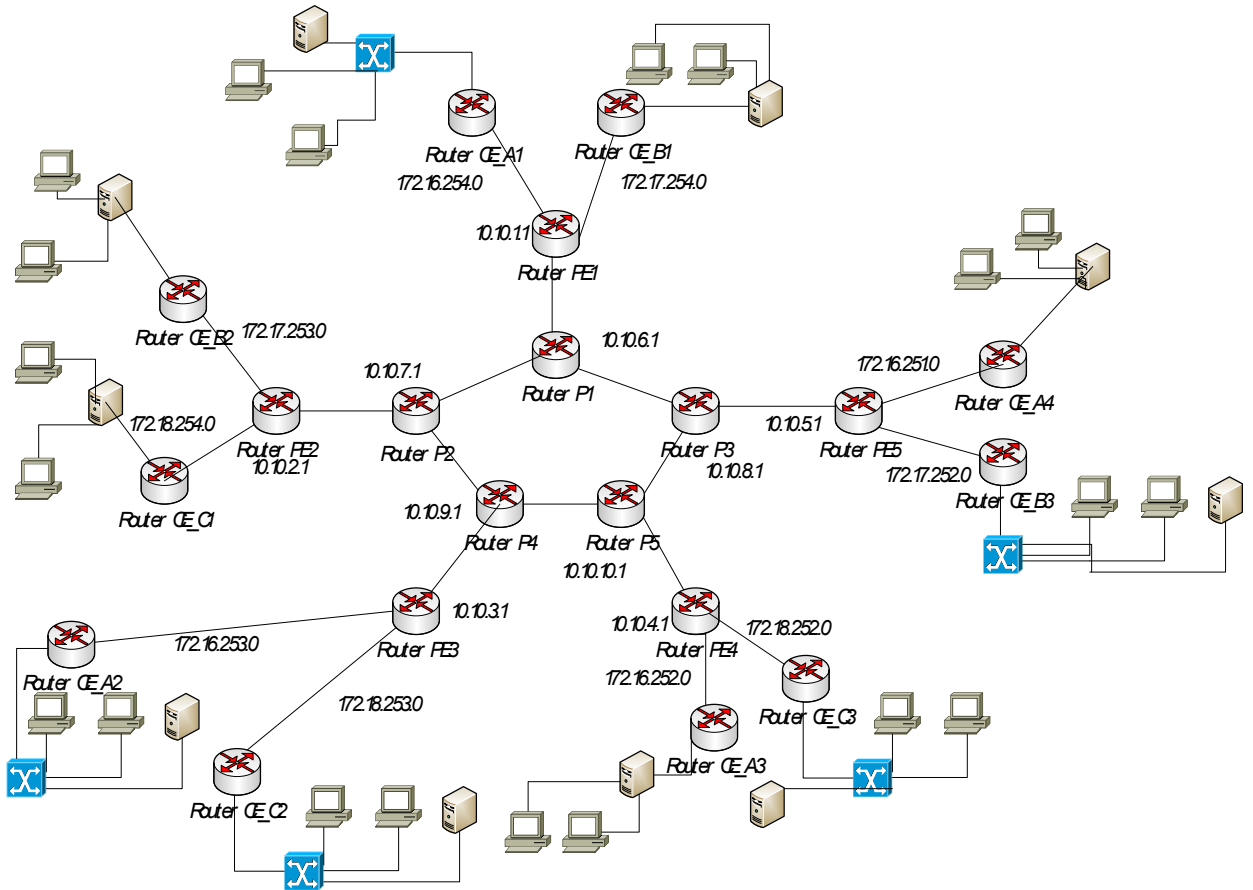 Router CE_A1
Router CE_B1
172.16.254.0
172.17.254.0
10.10.1.1
Router PE1
Router CE_B2
172.17.253.0
10.10.6.1
Router P1
10.10.7.1
172.16.251.0
Router CE_A4
172.18.254.0
Router PE2
10.10.2.1
Router P2
Router P3
10.10.8.1
10.10.5.1
Router PE5
172.17.252.0
Router CE_B3
Router CE_C1
10.10.9.1
Router P4
Router P5
10.10.10.1
10.10.3.1
Router PE3
10.10.4.1
Router PE4
172.18.252.0
172.16.253.0
172.16.252.0
Router CE_A2
172.18.253.0
Router CE_C3
Router CE_A3
Router CE_C2